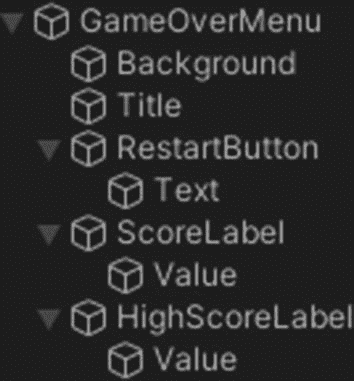 GameOverMenu
Background
Title
RestartButton
Text
ScoreLabel
Value
HighScoreLabel
Value